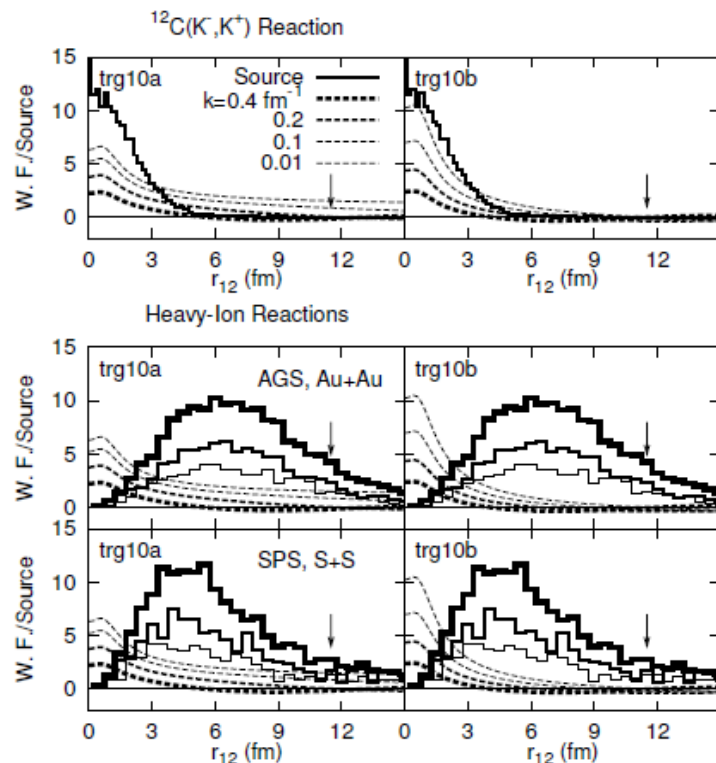 ¹²C(K⁻,K⁺) Reaction
15
10
5
0
W. F./Source
trg10a
Source
k=0.4 fm⁻¹
0.2
0.1
0.01
trg10b
0 3 6 9 12
0 3 6 9 12
r₁₂ (fm)
r₁₂ (fm)
Heavy-Ion Reactions
15
10
5
0
W. F./Source
trg10a
AGS, Au+Au
trg10b
10
5
0
W. F./Source
trg10a
SPS, S+S
trg10b
0 3 6 9 12
0 3 6 9 12
r₁₂ (fm)
r₁₂ (fm)